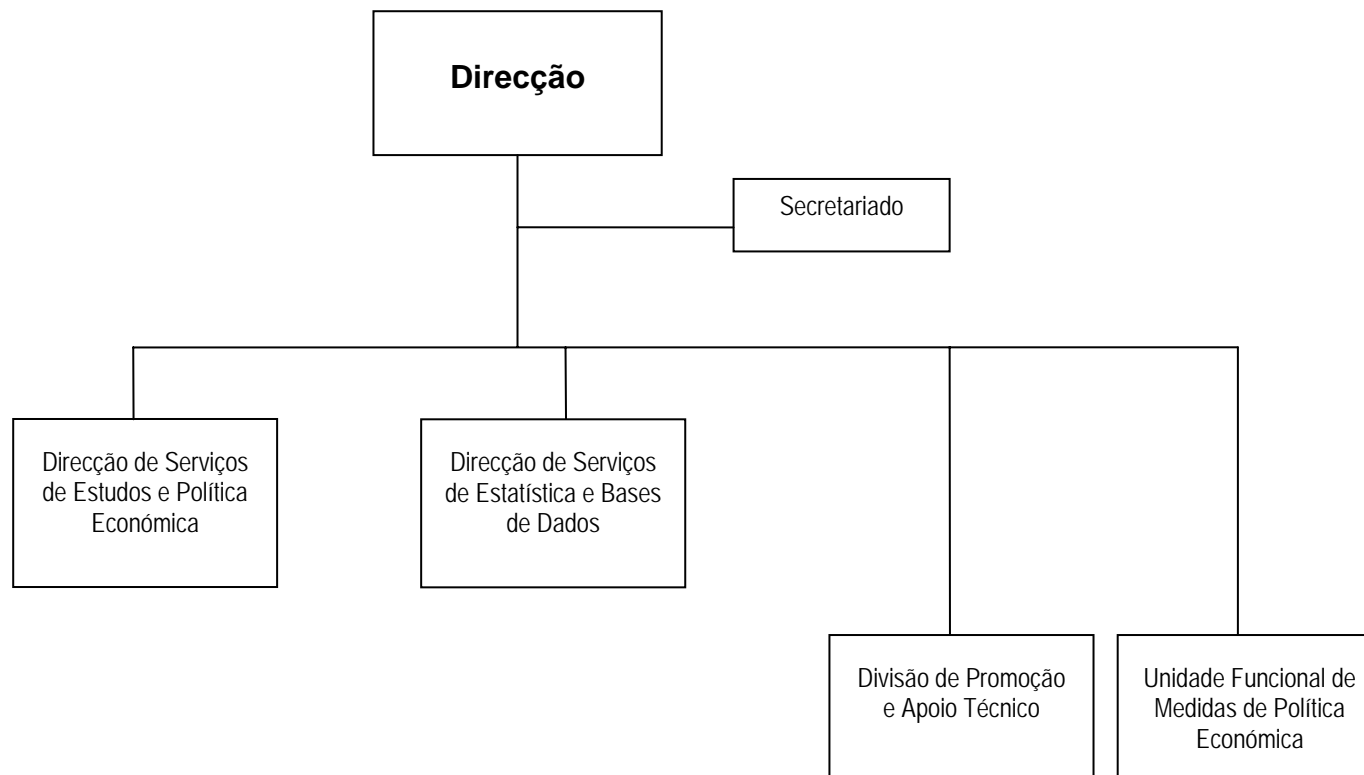 Direcção
Secretariado
Direcção de Serviços
de Estudos e Política
Económica
Direcção de Serviços
de Estatística e Bases
de Dados
Divisão de Promoção
e Apoio Técnico
Unidade Funcional de
Medidas de Política
Económica